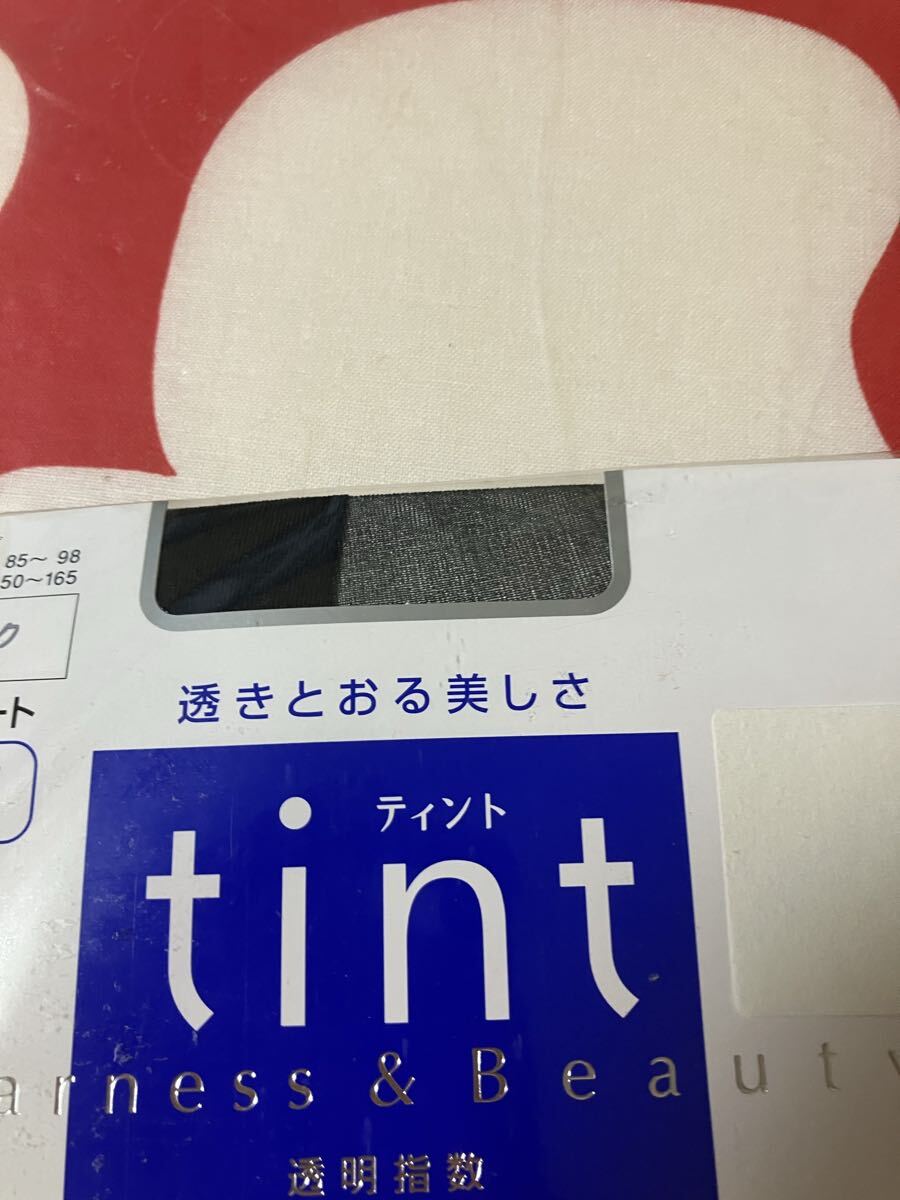 85～98
50～165
ート
透きとおる美しさ
ティント
tint
arness & Beauty
透明指数